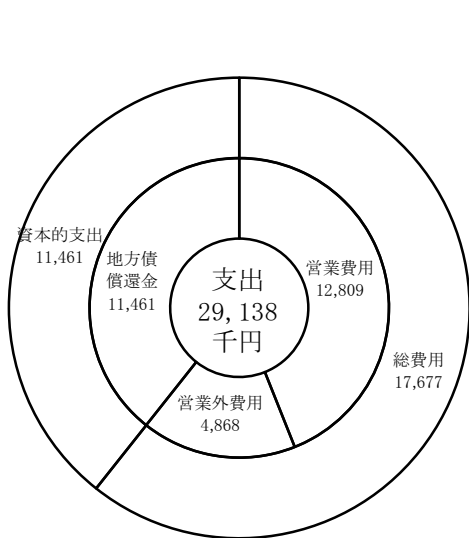 支出
29,138
千円
営業費用
12,809
営業外費用
4,868
地方債
償還金
11,461
総費用
17,677
資本的支出
11,461